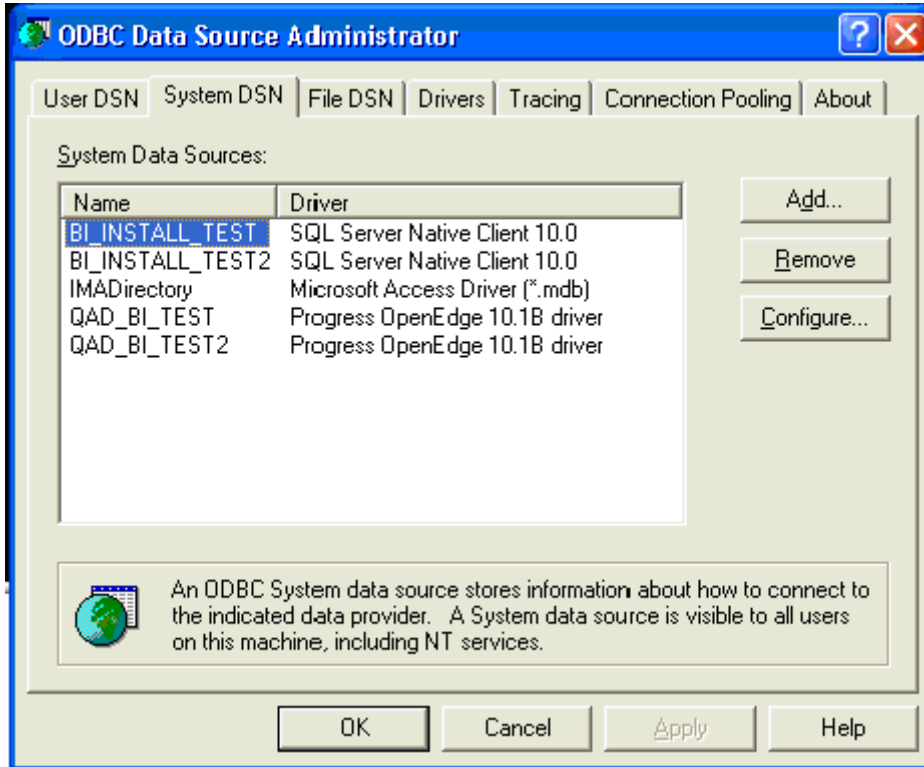 ODBC Data Source Administrator
User DSN System DSN File DSN Drivers Tracing Connection Pooling About
System Data Sources:
Name Driver
BI_INSTALL_TEST SQL Server Native Client 10.0
BI_INSTALL_TEST2 SQL Server Native Client 10.0
IMADirectory Microsoft Access Driver (*.mdb)
QAD_BI_TEST Progress OpenEdge 10.1B driver
QAD_BI_TEST2 Progress OpenEdge 10.1B driver
Add...
Remove
Configure...
An ODBC System data source stores information about how to connect to
the indicated data provider. A System data source is visible to all users
on this machine, including NT services.
OK Cancel Apply Help